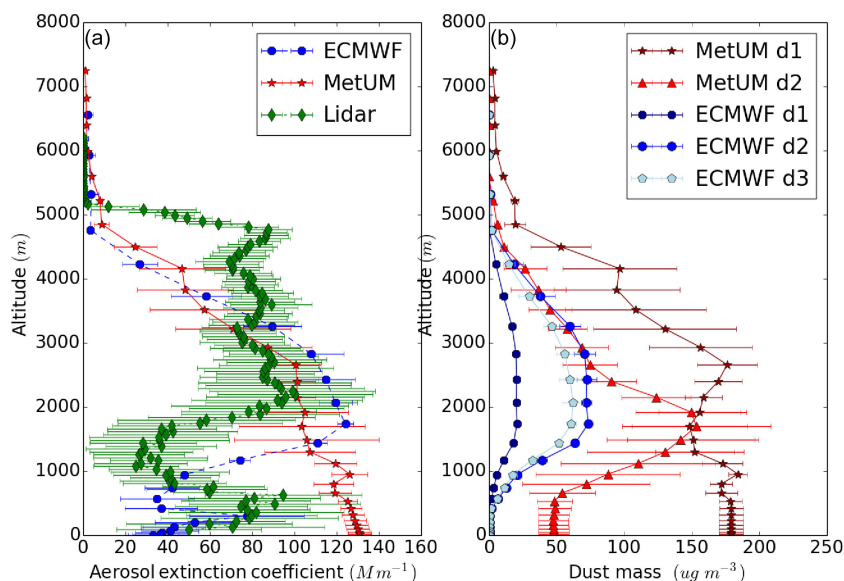 (a)
ECMWF
MetUM
Lidar
8000
7000
6000
5000
4000
3000
2000
1000
0
Altitude (m)
0 20 40 60 80 100 120 140 160
Aerosol extinction coefficient (Mm⁻¹)
(b)
MetUM d1
MetUM d2
ECMWF d1
ECMWF d2
ECMWF d3
8000
7000
6000
5000
4000
3000
2000
1000
0
Altitude (m)
0 50 100 150 200 250
Dust mass (ug m⁻³)